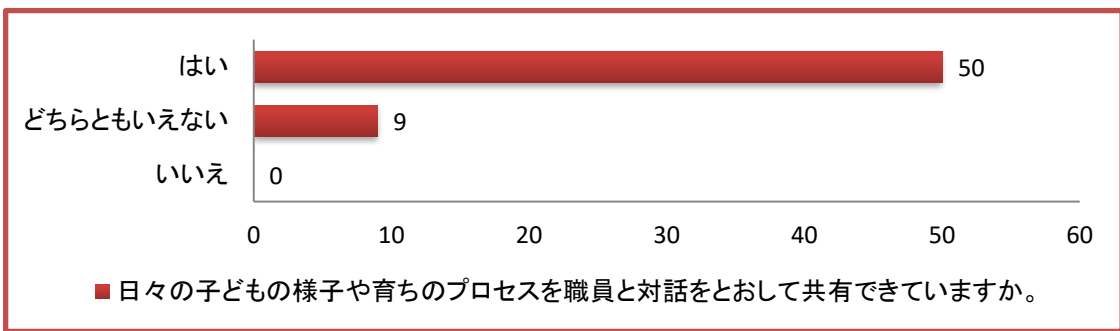 はい 50
どちらともいえない 9
いいえ 0
0 10 20 30 40 50 60
日々の子どもの様子や育ちのプロセスを職員と対話をとおして共有できていますか。